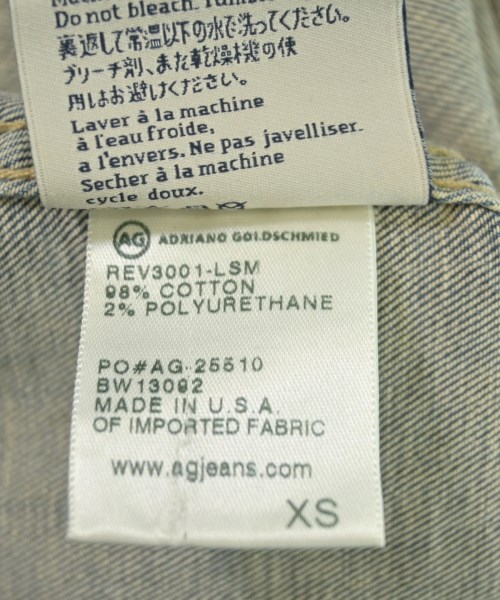 Do not bleach.
裏返して常温以下の水で洗ってください。
ブリーチ剤、また乾燥機の使
用はお避けください。
Laver à la machine
à l'eau froide,
a l'envers. Ne pas javelliser.
Secher à la machine
cycle doux.
AG ADRIANO GOLDSCHMIED
REV3001-LSM
98% COTTON
2% POLYURETHANE
PO#AG-25510
BW13092
MADE IN U.S.A.
OF IMPORTED FABRIC
www.agjeans.com
XS